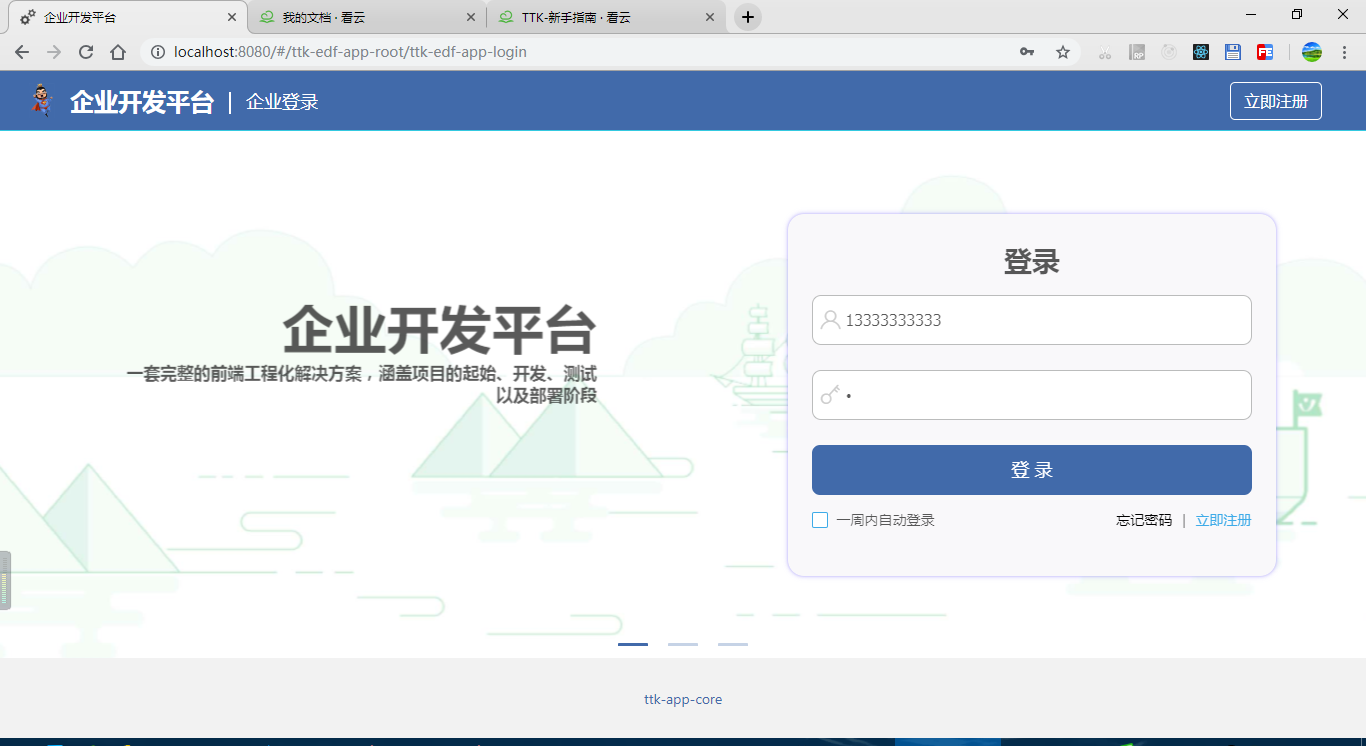 企业开发平台
我的文档 · 看云
TTK-新手指南 · 看云
localhost:8080/#/ttk-edf-app-root/ttk-edf-app-login
RP
FE
企业开发平台 | 企业登录
立即注册
企业开发平台
一套完整的前端工程化解决方案，涵盖项目的起始、开发、测试
以及部署阶段
登录
13333333333
•
登 录
一周内自动登录
忘记密码 | 立即注册
ttk-app-core